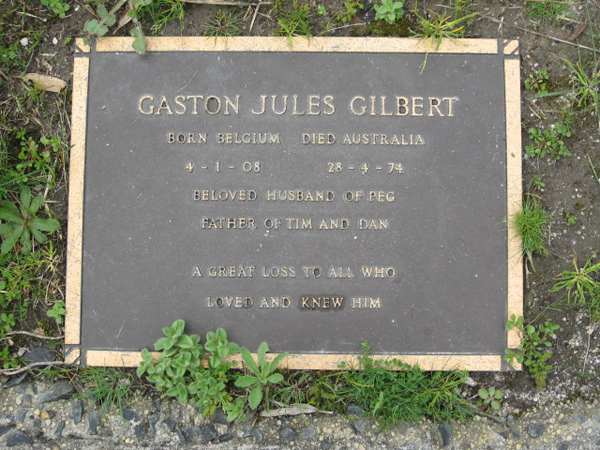 GASTON JULES GILBERT
BORN BELGIUM DIED AUSTRALIA
4-1-08 28-4-74
BELOVED HUSBAND OF PEG
FATHER OF TIM AND DAN
A GREAT LOSS TO ALL WHO
LOVED AND KNEW HIM